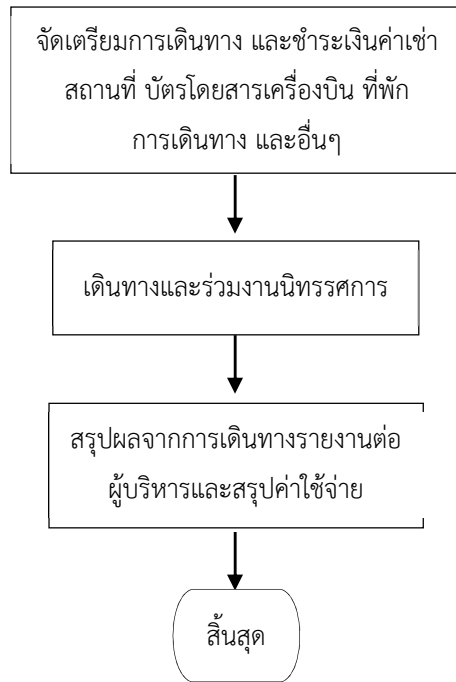 จัดเตรียมการเดินทาง และชำระเงินค่าเช่า
สถานที่ บัตรโดยสารเครื่องบิน ที่พัก
การเดินทาง และอื่นๆ
เดินทางและร่วมงานนิทรรศการ
สรุปผลจากการเดินทางรายงานต่อ
ผู้บริหารและสรุปค่าใช้จ่าย
สิ้นสุด